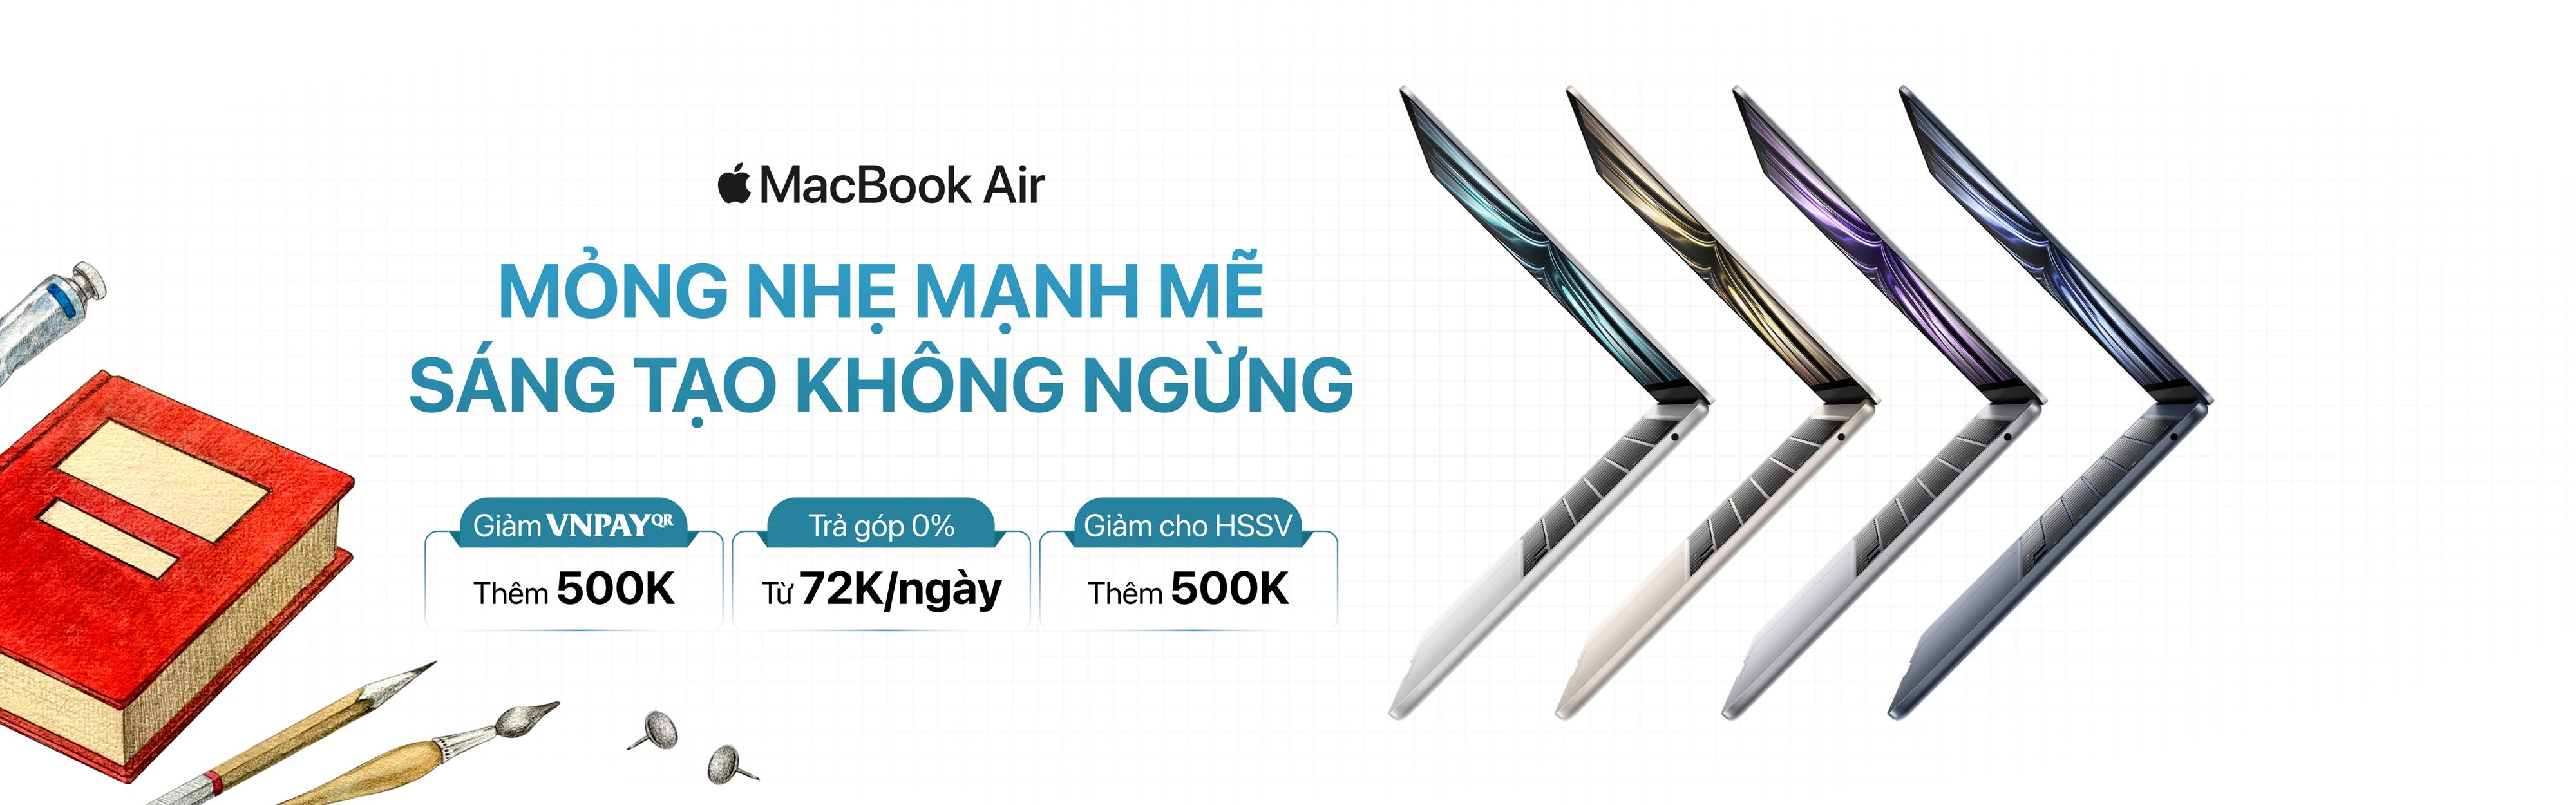 MacBook Air
MỎNG NHẸ MẠNH MẼ
SÁNG TẠO KHÔNG NGỪNG
Giảm VNPAYQR
Thêm 500K
Trả góp 0%
Từ 72K/ngày
Giảm cho HSSV
Thêm 500K